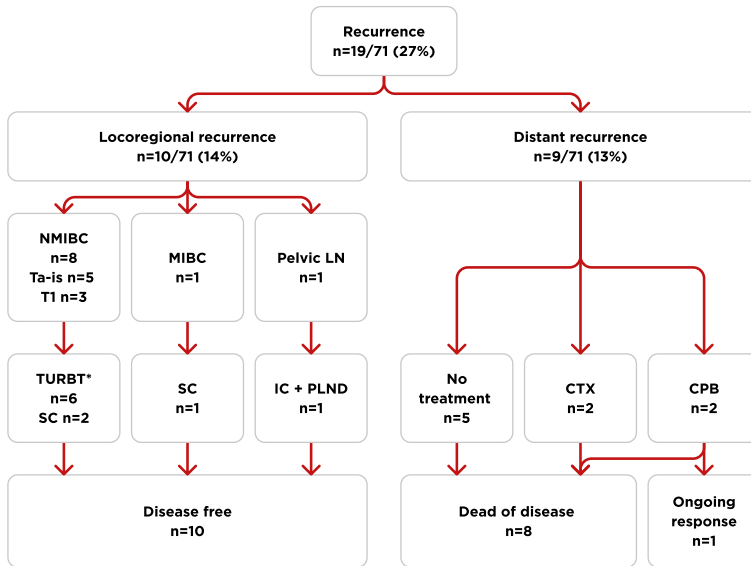 Recurrence
n=19/71 (27%)
Locoregional recurrence
n=10/71 (14%)
Distant recurrence
n=9/71 (13%)
NMIBC
n=8
Ta-is n=5
T1 n=3
MIBC
n=1
Pelvic LN
n=1
TURBT*
n=6
SC n=2
SC
n=1
IC + PLND
n=1
No
treatment
n=5
CTX
n=2
CPB
n=2
Disease free
n=10
Dead of disease
n=8
Ongoing
response
n=1